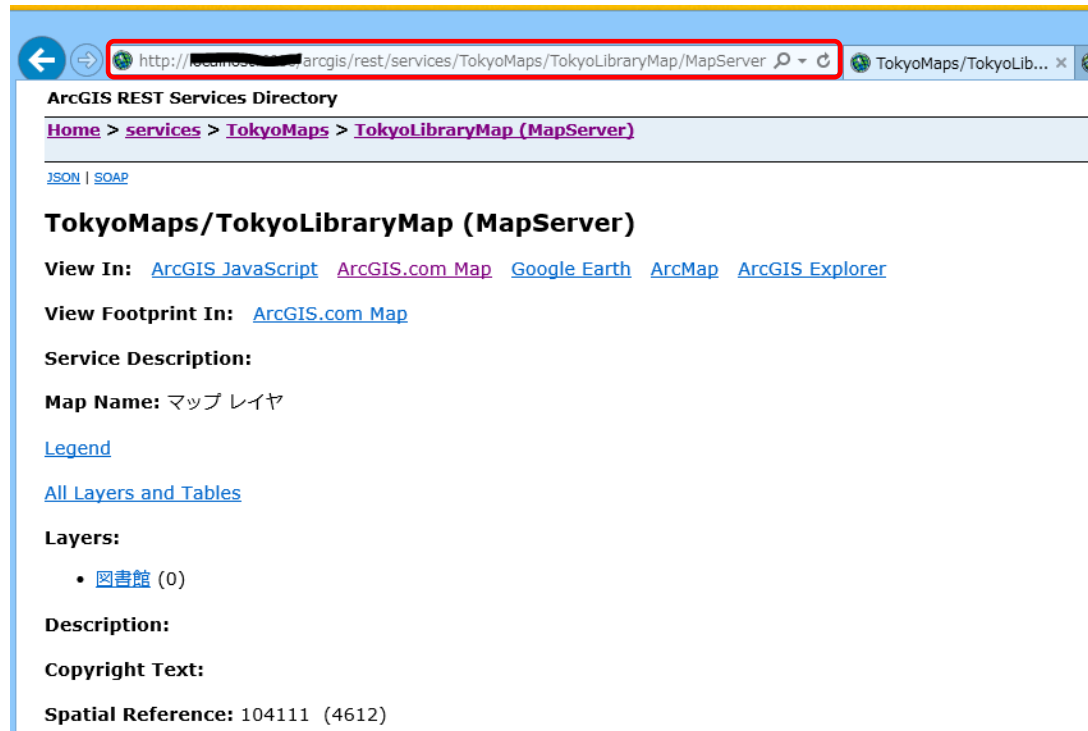 http:// /arcgis/rest/services/TokyoMaps/TokyoLibraryMap/MapServer
TokyoMaps/TokyoLib...
ArcGIS REST Services Directory
Home > services > TokyoMaps > TokyoLibraryMap (MapServer)
JSON | SOAP
TokyoMaps/TokyoLibraryMap (MapServer)
View In: ArcGIS JavaScript ArcGIS.com Map Google Earth ArcMap ArcGIS Explorer
View Footprint In: ArcGIS.com Map
Service Description:
Map Name: マップ レイヤ
Legend
All Layers and Tables
Layers:
• 図書館 (0)
Description:
Copyright Text:
Spatial Reference: 104111 (4612)